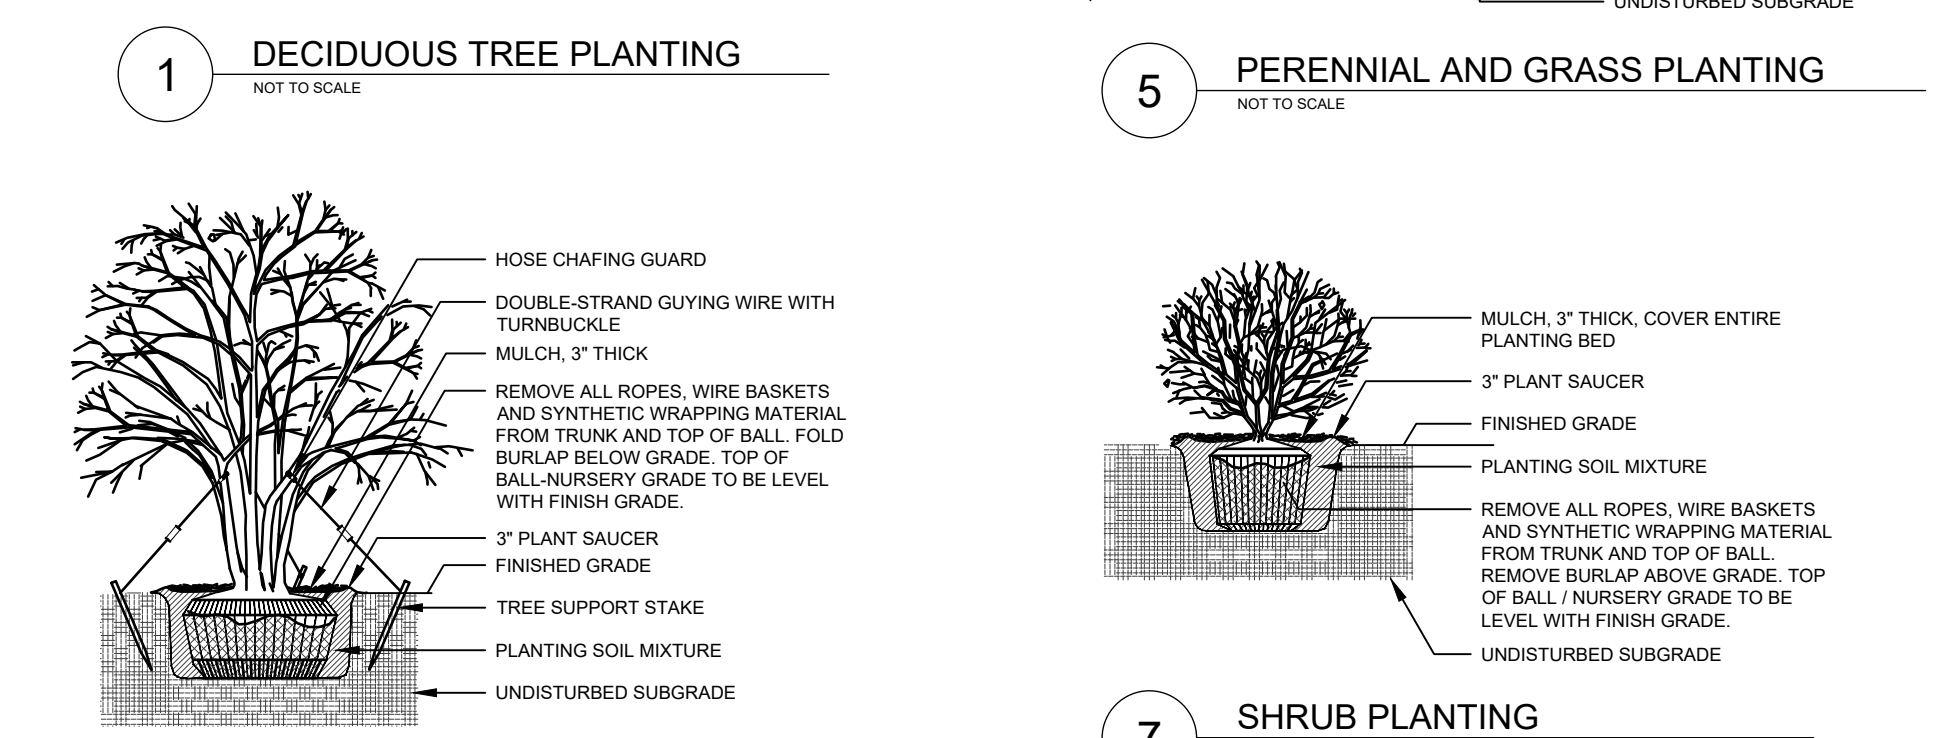 1
DECIDUOUS TREE PLANTING
NOT TO SCALE
HOSE CHAFING GUARD
DOUBLE-STRAND GUYING WIRE WITH
TURNBUCKLE
MULCH, 3" THICK
REMOVE ALL ROPES, WIRE BASKETS
AND SYNTHETIC WRAPPING MATERIAL
FROM TRUNK AND TOP OF BALL. FOLD
BURLAP BELOW GRADE. TOP OF
BALL-NURSERY GRADE TO BE LEVEL
WITH FINISH GRADE.
3" PLANT SAUCER
FINISHED GRADE
TREE SUPPORT STAKE
PLANTING SOIL MIXTURE
UNDISTURBED SUBGRADE
UNDISTURBED SUBGRADE
5
PERENNIAL AND GRASS PLANTING
NOT TO SCALE
MULCH, 3" THICK, COVER ENTIRE
PLANTING BED
3" PLANT SAUCER
FINISHED GRADE
PLANTING SOIL MIXTURE
REMOVE ALL ROPES, WIRE BASKETS
AND SYNTHETIC WRAPPING MATERIAL
FROM TRUNK AND TOP OF BALL.
REMOVE BURLAP ABOVE GRADE. TOP
OF BALL / NURSERY GRADE TO BE
LEVEL WITH FINISH GRADE.
UNDISTURBED SUBGRADE
7
SHRUB PLANTING